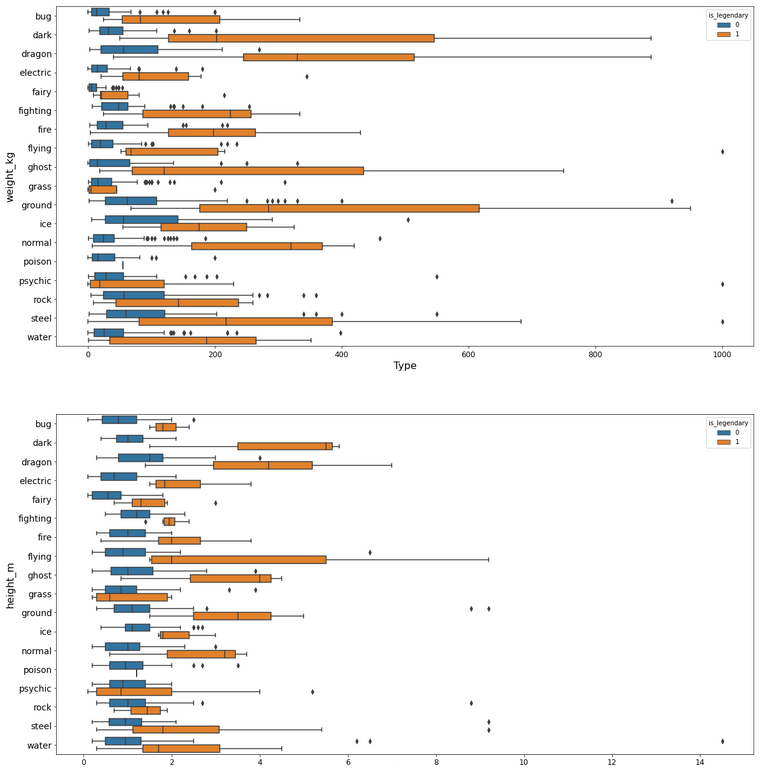 bug
dark
dragon
electric
fairy
fighting
fire
flying
ghost
grass
ground
ice
normal
poison
psychic
rock
steel
water
weight_kg
0 200 400 600 800 1000
Type
is_legendary
0
1
bug
dark
dragon
electric
fairy
fighting
fire
flying
ghost
grass
ground
ice
normal
poison
psychic
rock
steel
water
height_m
0 2 4 6 8 10 12 14
is_legendary
0
1